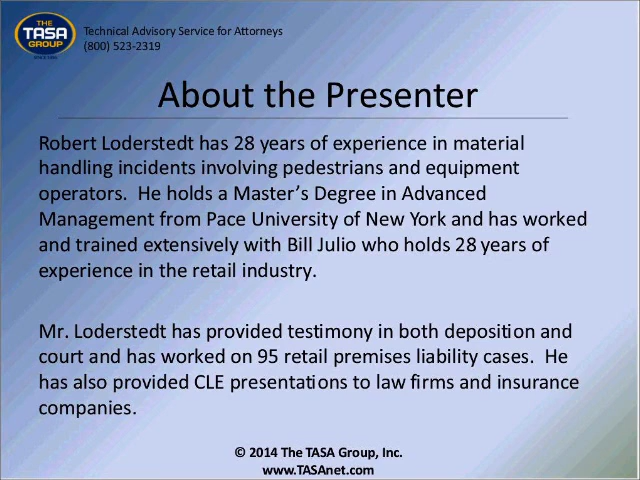 THE
TASA
GROUP
Technical Advisory Service for Attorneys
(800) 523-2319
About the Presenter
Robert Loderstedt has 28 years of experience in material
handling incidents involving pedestrians and equipment
operators.  He holds a Master’s Degree in Advanced
Management from Pace University of New York and has worked
and trained extensively with Bill Julio who holds 28 years of
experience in the retail industry.
Mr. Loderstedt has provided testimony in both deposition and
court and has worked on 95 retail premises liability cases.  He
has also provided CLE presentations to law firms and insurance
companies.
© 2014 The TASA Group, Inc.
www.TASAnet.com